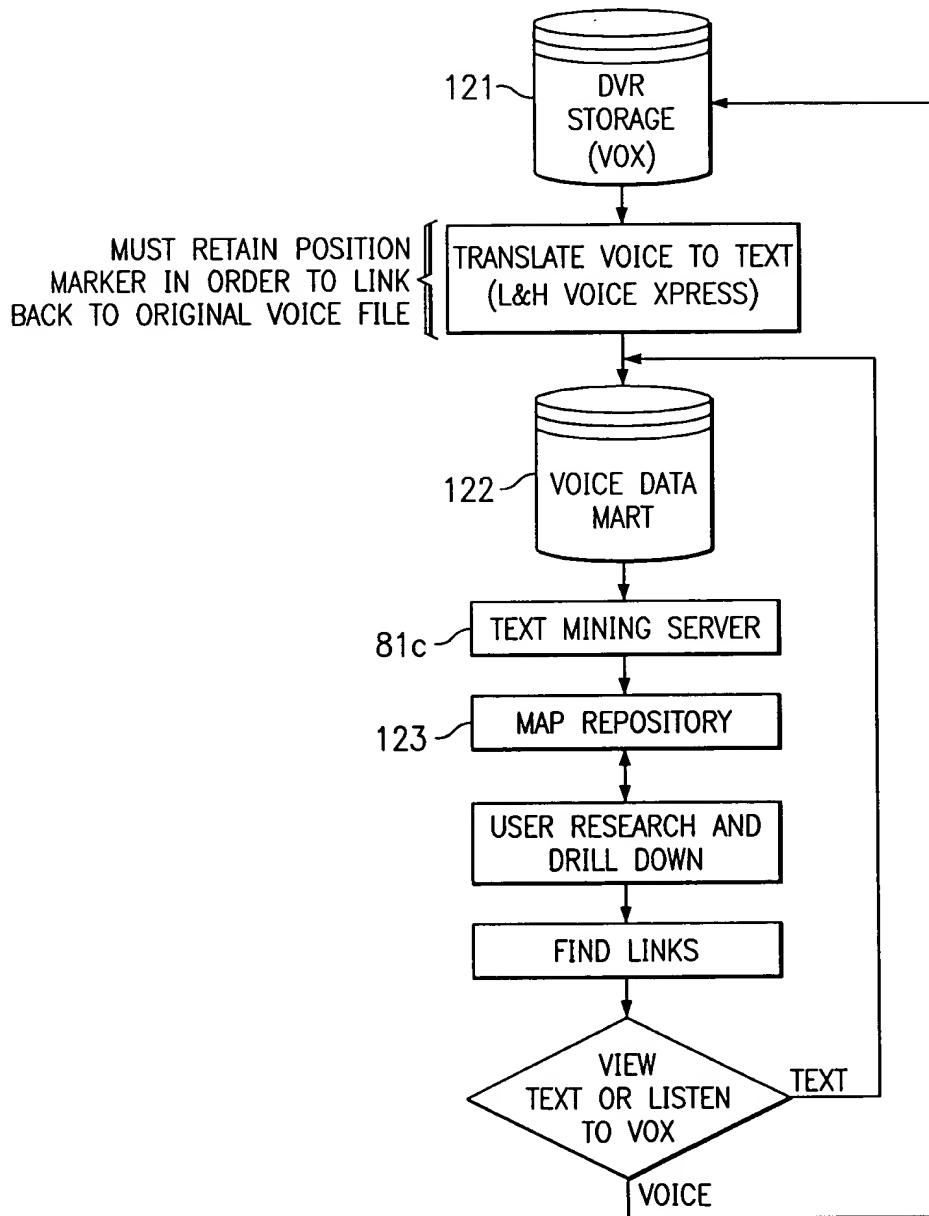 121
DVR
STORAGE
(VOX)
MUST RETAIN POSITION
MARKER IN ORDER TO LINK
BACK TO ORIGINAL VOICE FILE
TRANSLATE VOICE TO TEXT
(L&H VOICE XPRESS)
122
VOICE DATA
MART
81c
TEXT MINING SERVER
123
MAP REPOSITORY
USER RESEARCH AND
DRILL DOWN
FIND LINKS
VIEW
TEXT OR LISTEN
TO VOX
TEXT
VOICE